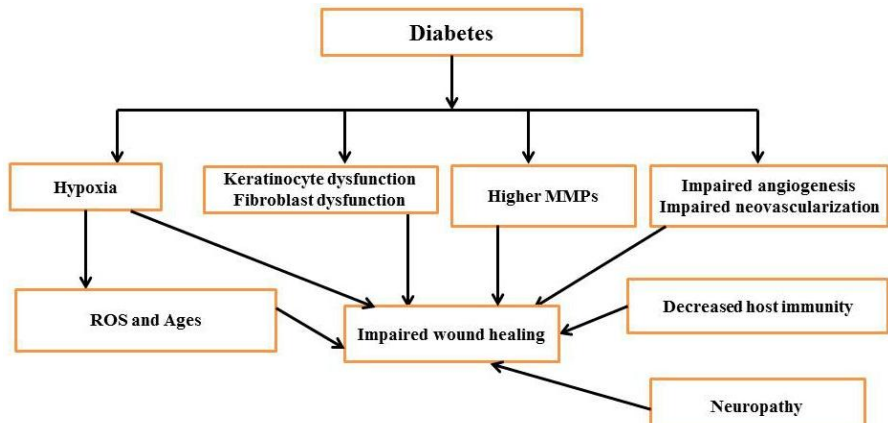 Diabetes
Hypoxia
Keratinocyte dysfunction
Fibroblast dysfunction
Higher MMPs
Impaired angiogenesis
Impaired neovascularization
ROS and Ages
Impaired wound healing
Decreased host immunity
Neuropathy